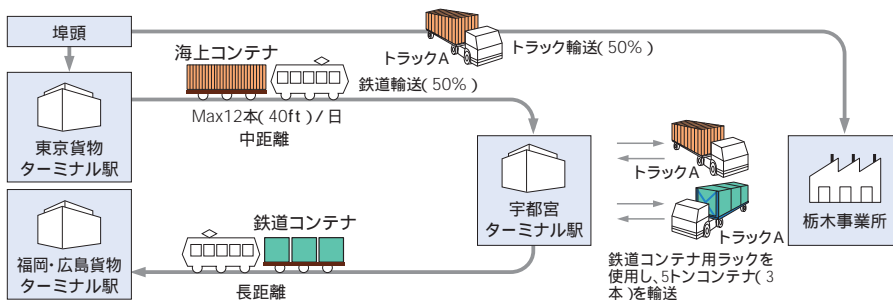 埠頭
トラックA
トラック輸送(50%)
海上コンテナ
鉄道輸送(50%)
Max12本(40ft)/日
中距離
東京貨物
ターミナル駅
宇都宮
ターミナル駅
トラックA
トラックA
栃木事業所
鉄道コンテナ
長距離
福岡・広島貨物
ターミナル駅
鉄道コンテナ用ラックを
使用し、5トンコンテナ(3
本)を輸送